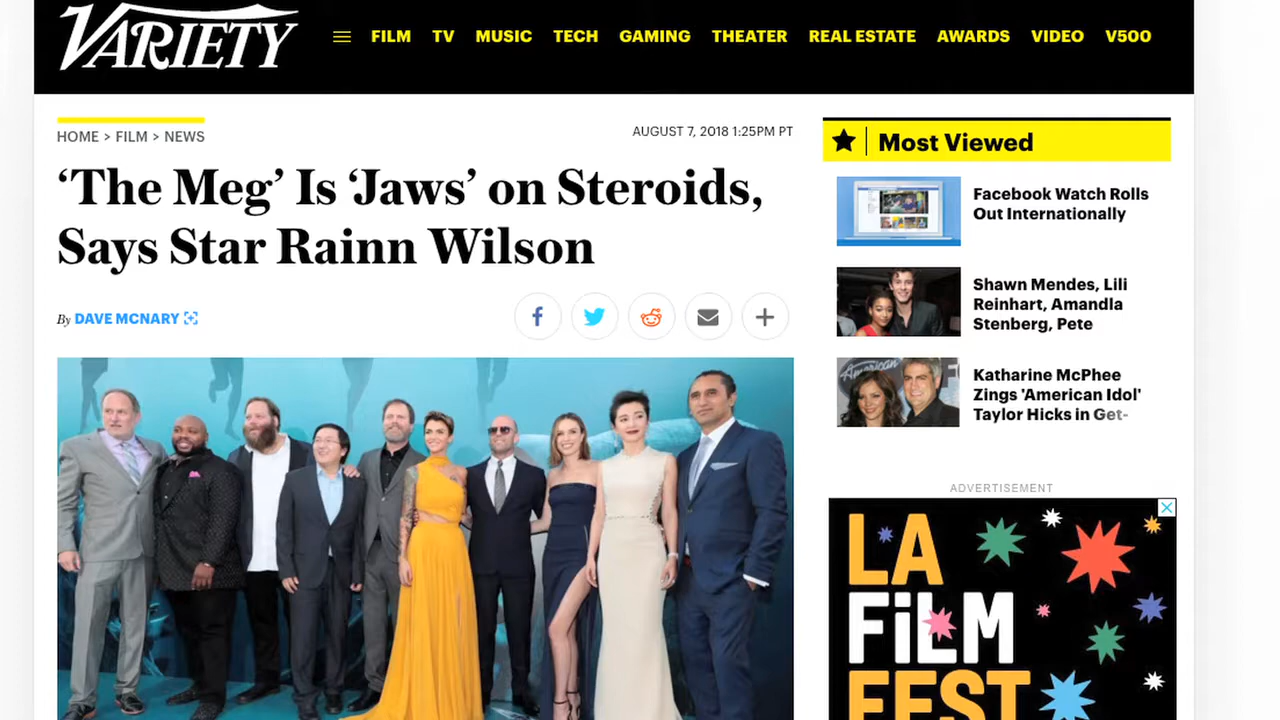 VARIETY
FILM TV MUSIC TECH GAMING THEATER REAL ESTATE AWARDS VIDEO V500
HOME > FILM > NEWS
AUGUST 7, 2018 1:25PM PT
‘The Meg’ Is ‘Jaws’ on Steroids,
Says Star Rainn Wilson
By DAVE MCNARY
Most Viewed
Facebook Watch Rolls
Out Internationally
Shawn Mendes, Lili
Reinhart, Amandla
Stenberg, Pete
American
Katharine McPhee
Zings 'American Idol'
Taylor Hicks in Get-
ADVERTISEMENT
LA
FiLM
FEST